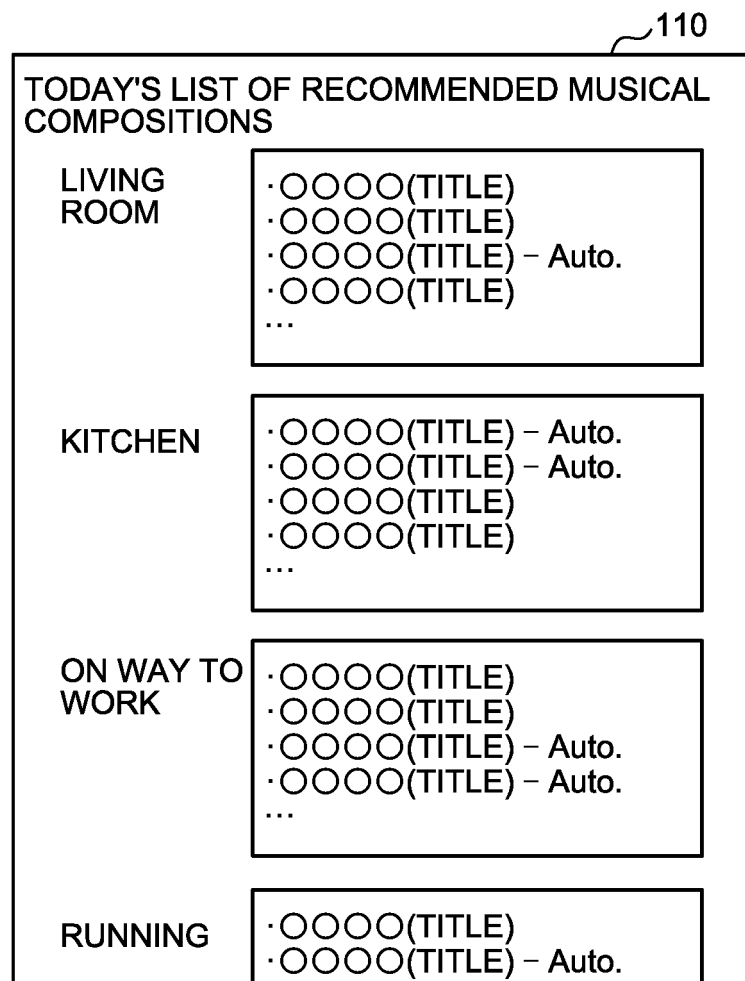 110
TODAY'S LIST OF RECOMMENDED MUSICAL
COMPOSITIONS
LIVING
ROOM
·○○○○(TITLE)
·○○○○(TITLE)
·○○○○(TITLE) – Auto.
·○○○○(TITLE)
...
KITCHEN
·○○○○(TITLE) – Auto.
·○○○○(TITLE) – Auto.
·○○○○(TITLE)
·○○○○(TITLE)
...
ON WAY TO
WORK
·○○○○(TITLE)
·○○○○(TITLE)
·○○○○(TITLE) – Auto.
·○○○○(TITLE) – Auto.
...
RUNNING
·○○○○(TITLE)
·○○○○(TITLE) – Auto.